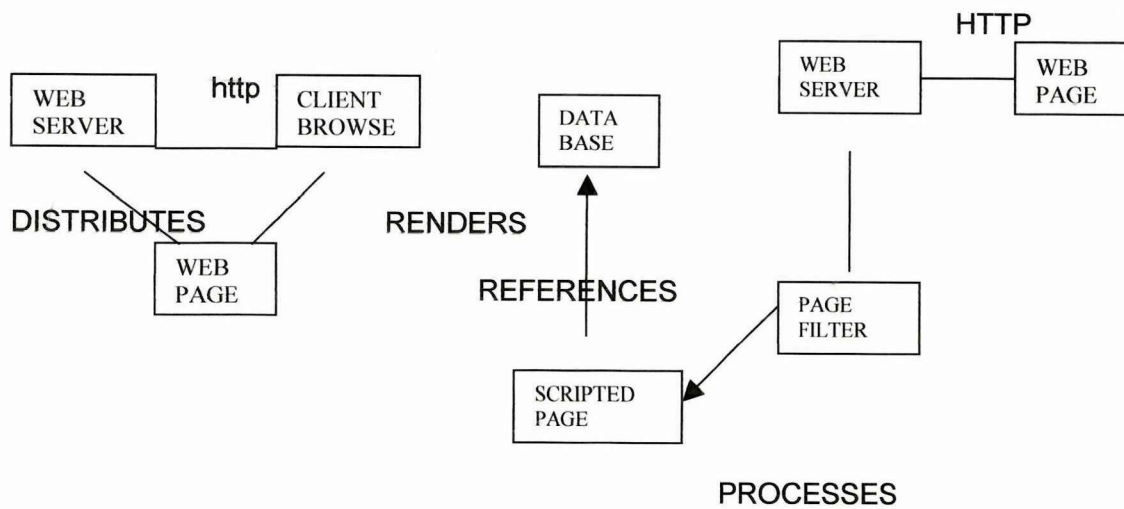 HTTP
WEB
SERVER
WEB
PAGE
http
WEB
SERVER
CLIENT
BROWSE
DATA
BASE
DISTRIBUTES
RENDERS
WEB
PAGE
REFERENCES
PAGE
FILTER
SCRIPTED
PAGE
PROCESSES